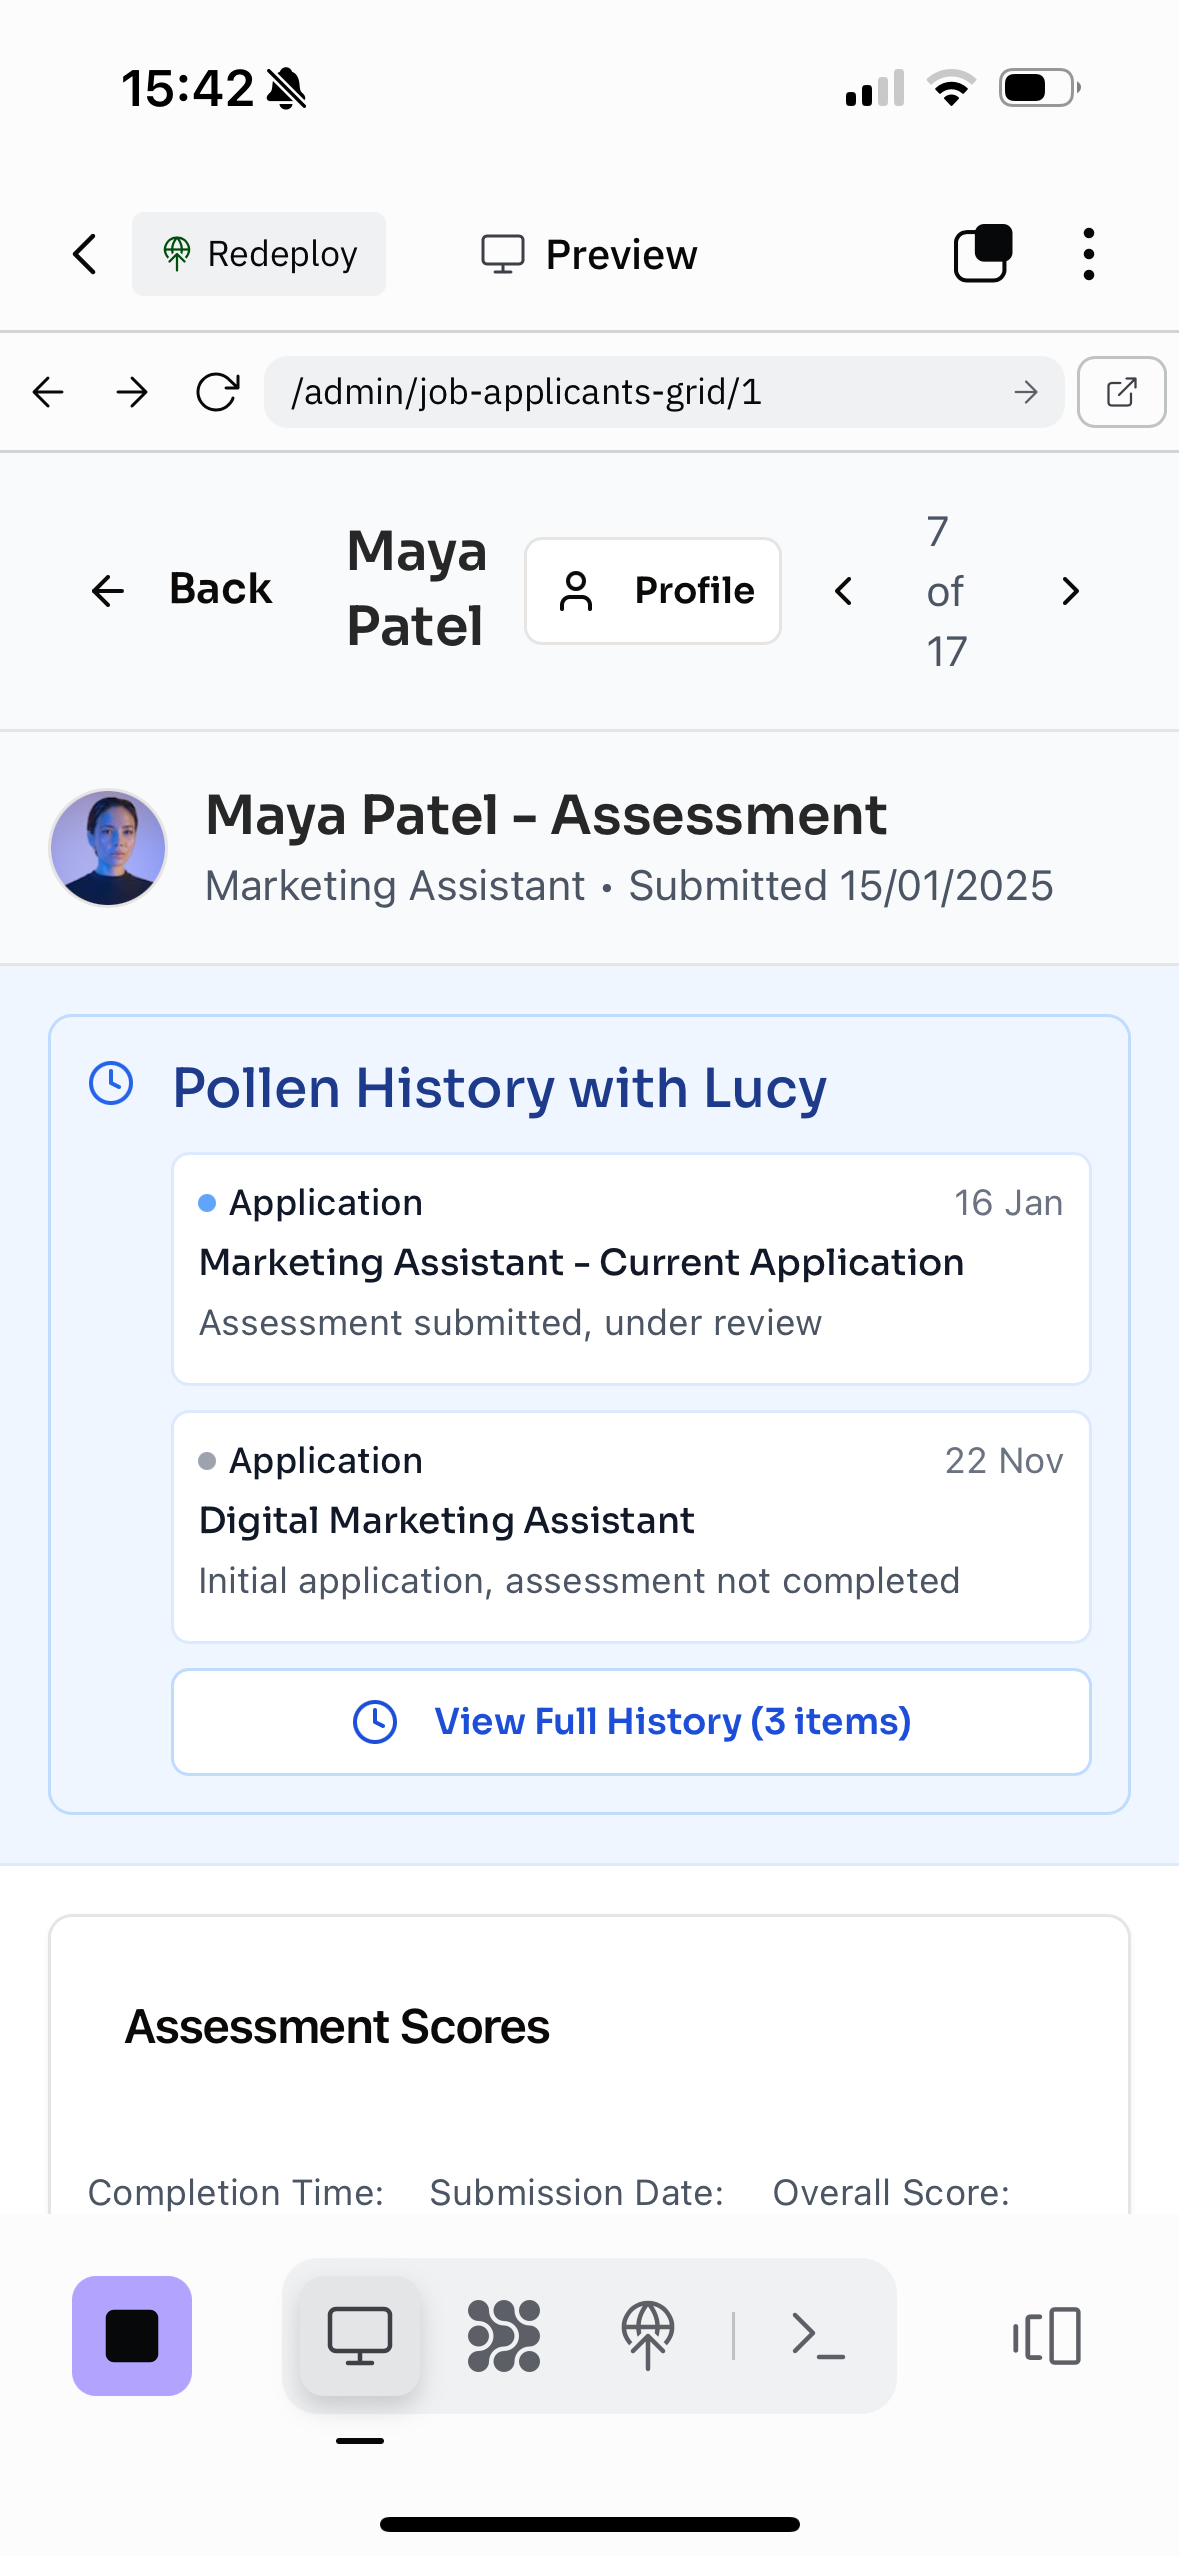 15:42
Redeploy
Preview
/admin/job-applicants-grid/1
Back
Maya
Patel
Profile
7
of
17
Maya Patel - Assessment
Marketing Assistant • Submitted 15/01/2025
Pollen History with Lucy
Application
16 Jan
Marketing Assistant - Current Application
Assessment submitted, under review
Application
22 Nov
Digital Marketing Assistant
Initial application, assessment not completed
View Full History (3 items)
Assessment Scores
Completion Time:
Submission Date:
Overall Score: